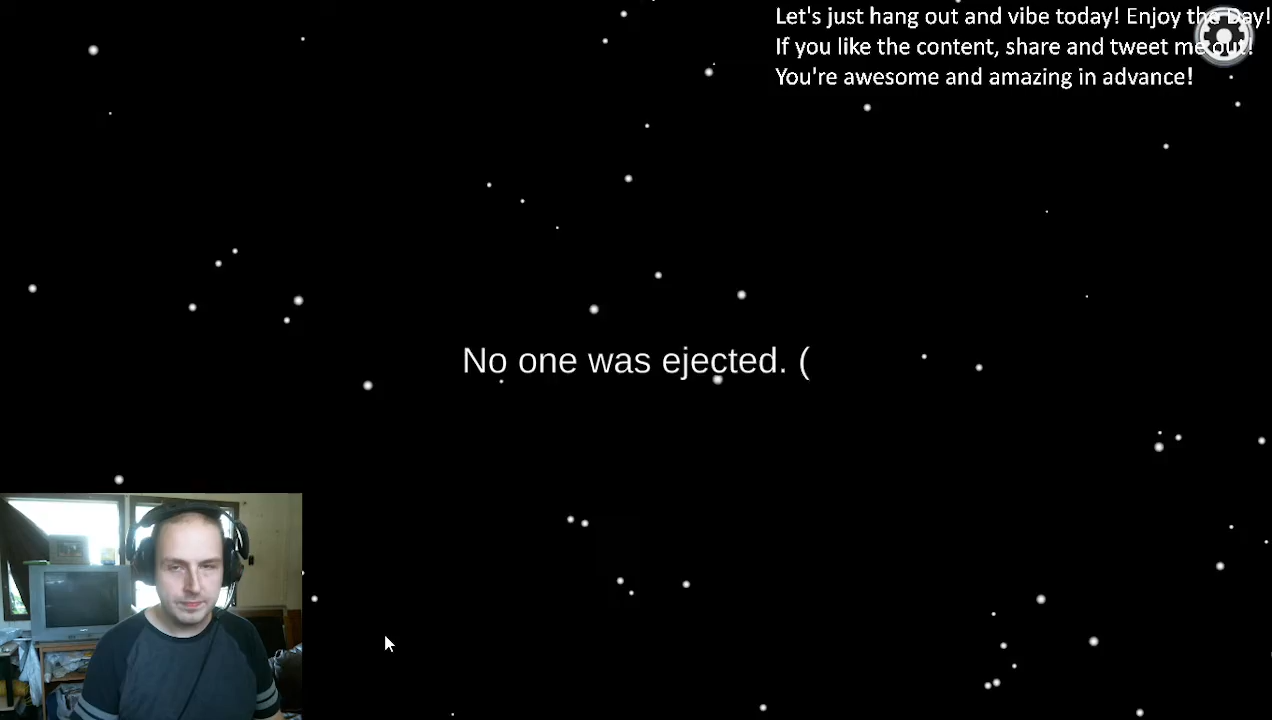 Let's just hang out and vibe today! Enjoy the Day!
If you like the content, share and tweet me out!
You're awesome and amazing in advance!
No one was ejected. (